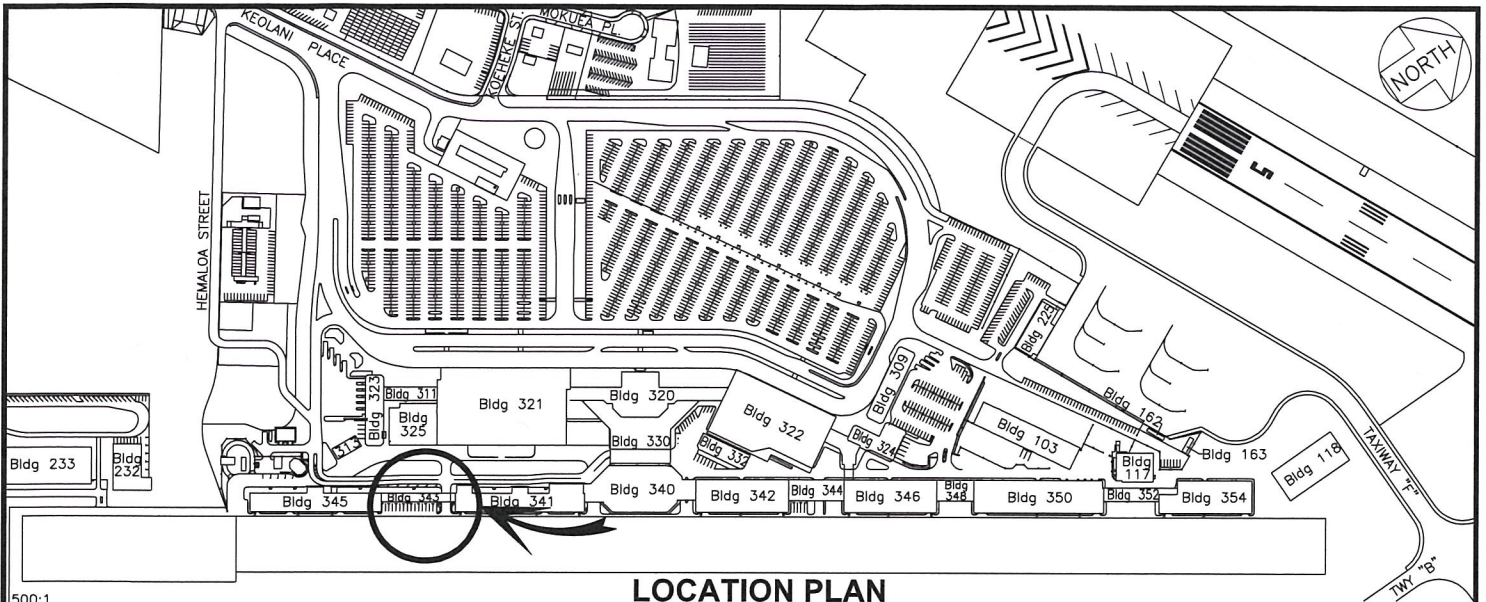 KEOLANI PLACE
KOEHEKE ST.
MOKUEA PL.
NORTH
5
HEMALOA STREET
Bldg 229
Bldg 309
Bldg 323
Bldg 311
Bldg 325
Bldg 321
Bldg 320
Bldg 330
Bldg 322
Bldg 332
Bldg 324
Bldg 103
Bldg 162
Bldg 163
Bldg 117
Bldg 118
TAXIWAY "F"
313
Bldg 233
Bldg 232
Bldg 345
Bldg 343
Bldg 341
Bldg 340
Bldg 342
Bldg 344
Bldg 346
Bldg 348
Bldg 350
Bldg 352
Bldg 354
TWY "B"
500:1
LOCATION PLAN